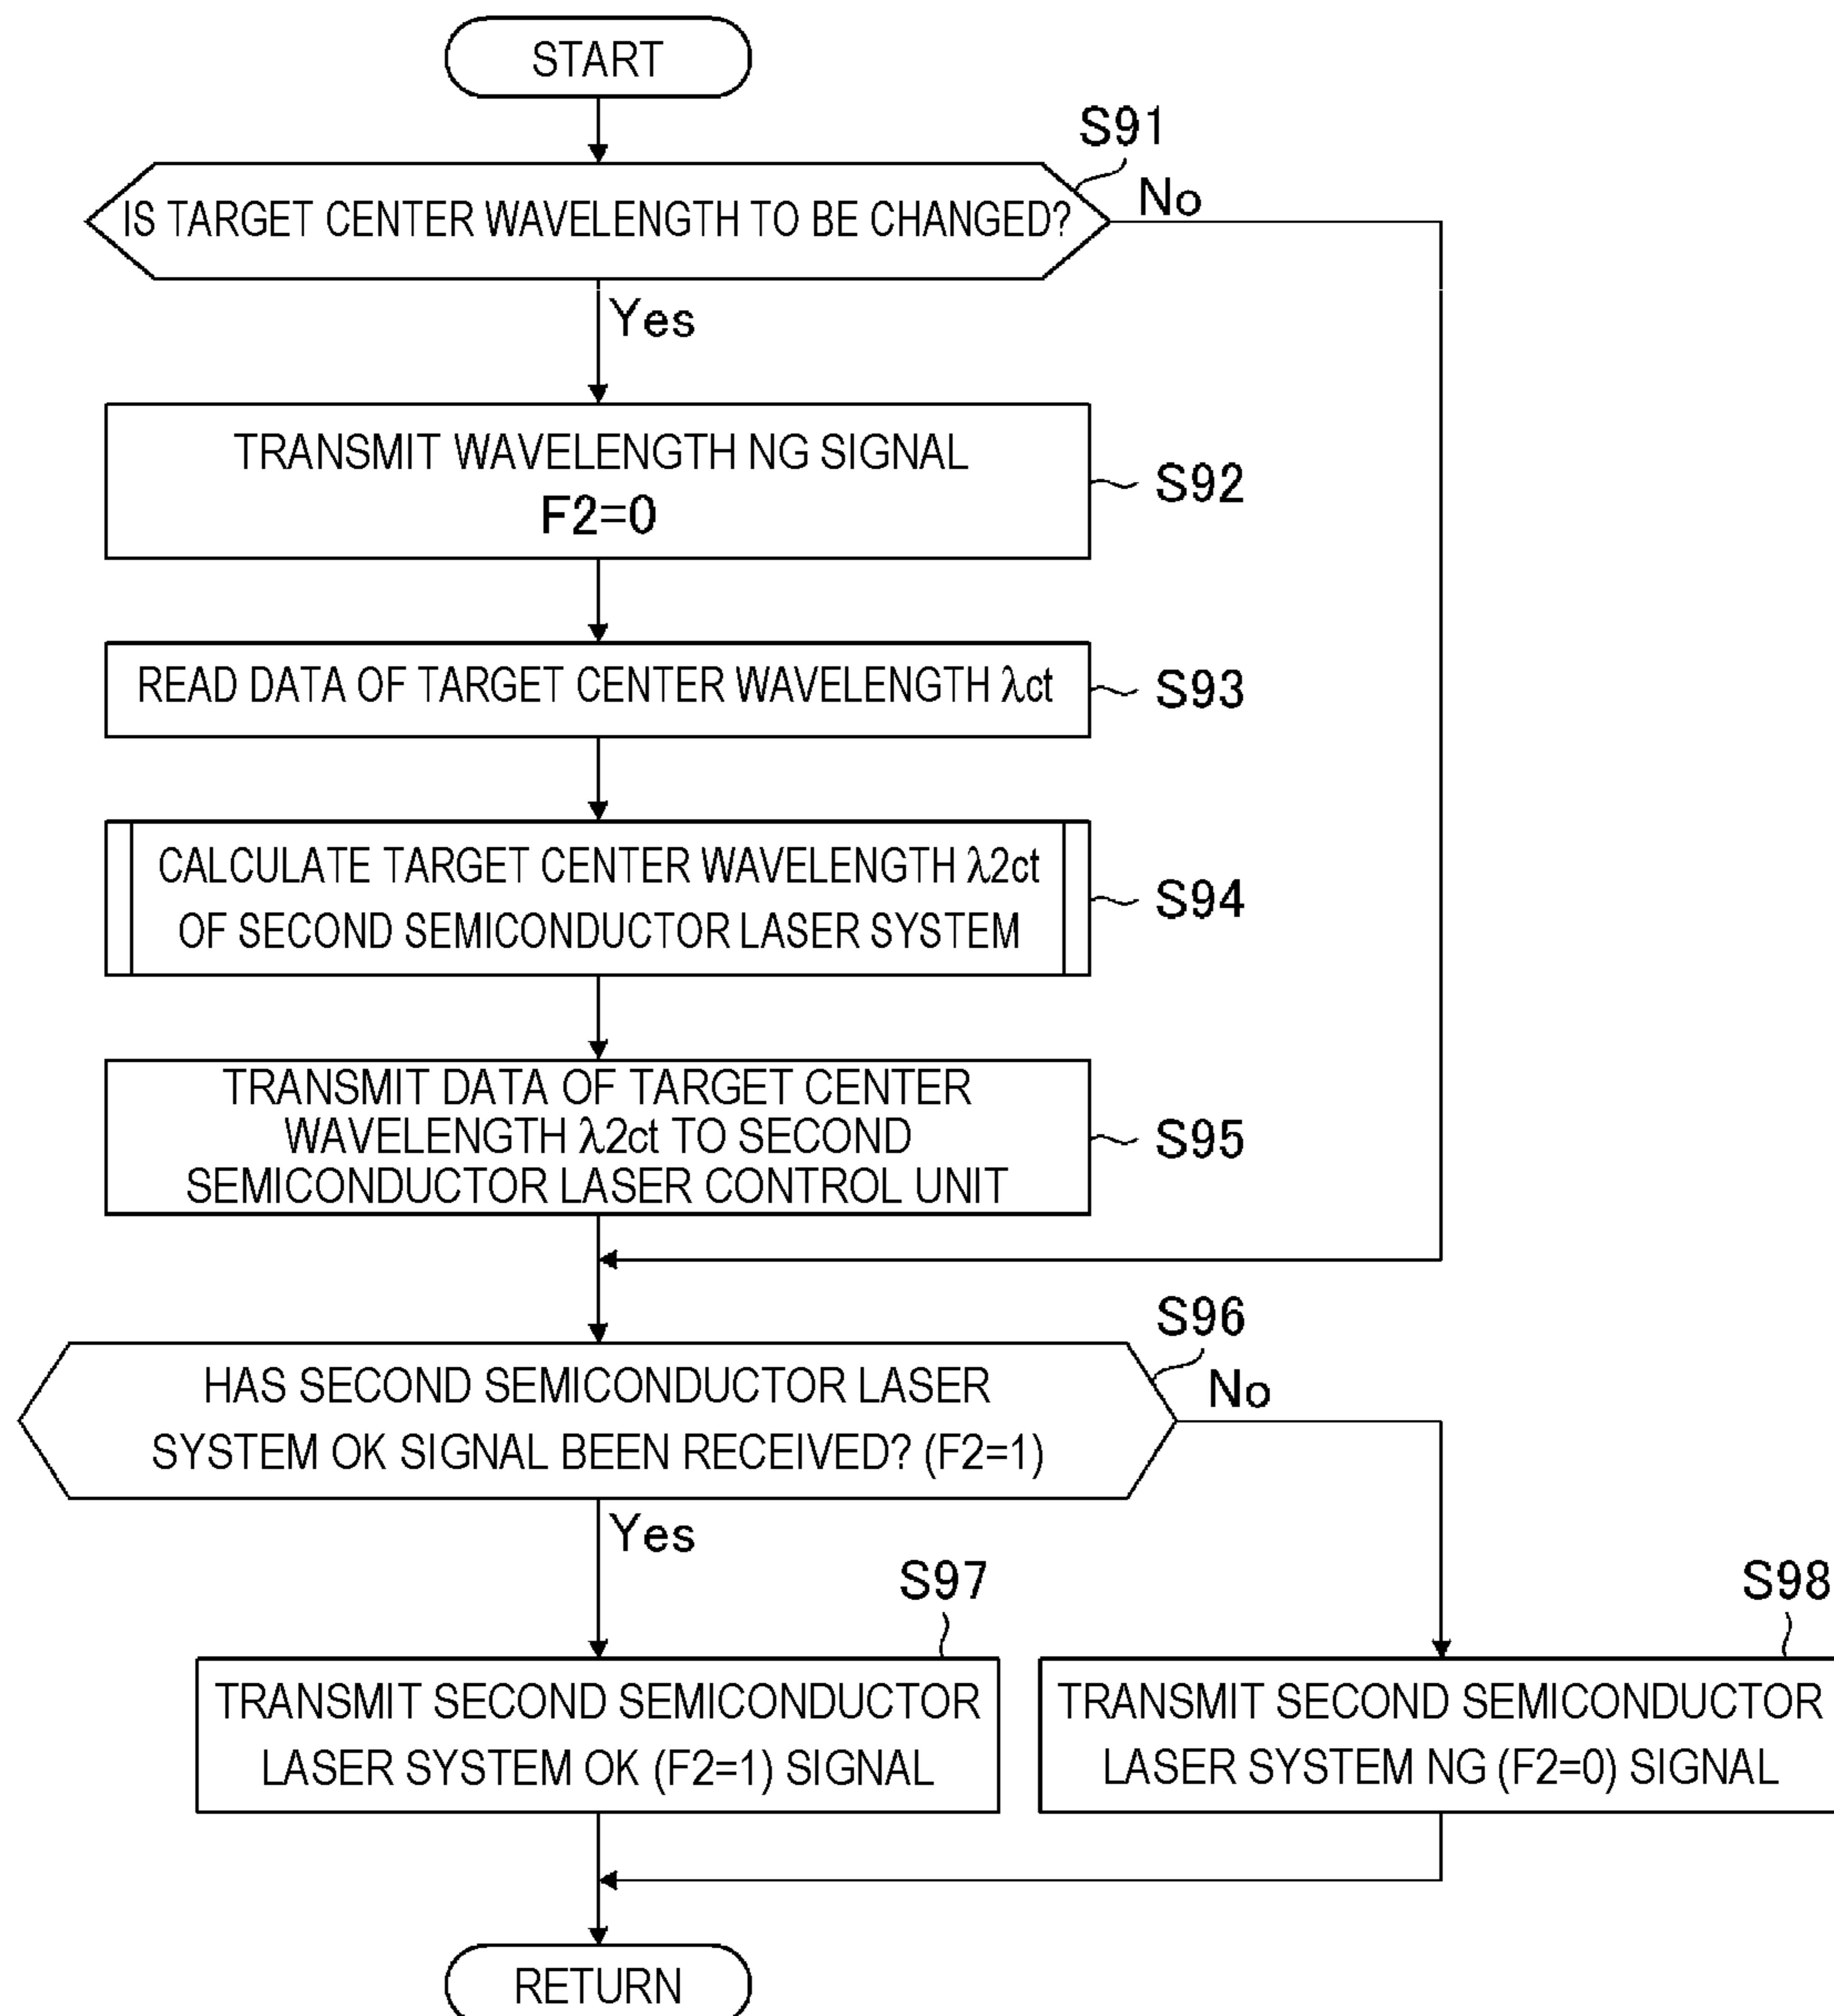 START
S91
IS TARGET CENTER WAVELENGTH TO BE CHANGED?
No
Yes
TRANSMIT WAVELENGTH NG SIGNAL
F2=0
S92
READ DATA OF TARGET CENTER WAVELENGTH λct
S93
CALCULATE TARGET CENTER WAVELENGTH λ2ct
OF SECOND SEMICONDUCTOR LASER SYSTEM
S94
TRANSMIT DATA OF TARGET CENTER
WAVELENGTH λ2ct TO SECOND
SEMICONDUCTOR LASER CONTROL UNIT
S95
S96
HAS SECOND SEMICONDUCTOR LASER
SYSTEM OK SIGNAL BEEN RECEIVED? (F2=1)
No
Yes
S97
TRANSMIT SECOND SEMICONDUCTOR
LASER SYSTEM OK (F2=1) SIGNAL
S98
TRANSMIT SECOND SEMICONDUCTOR
LASER SYSTEM NG (F2=0) SIGNAL
RETURN